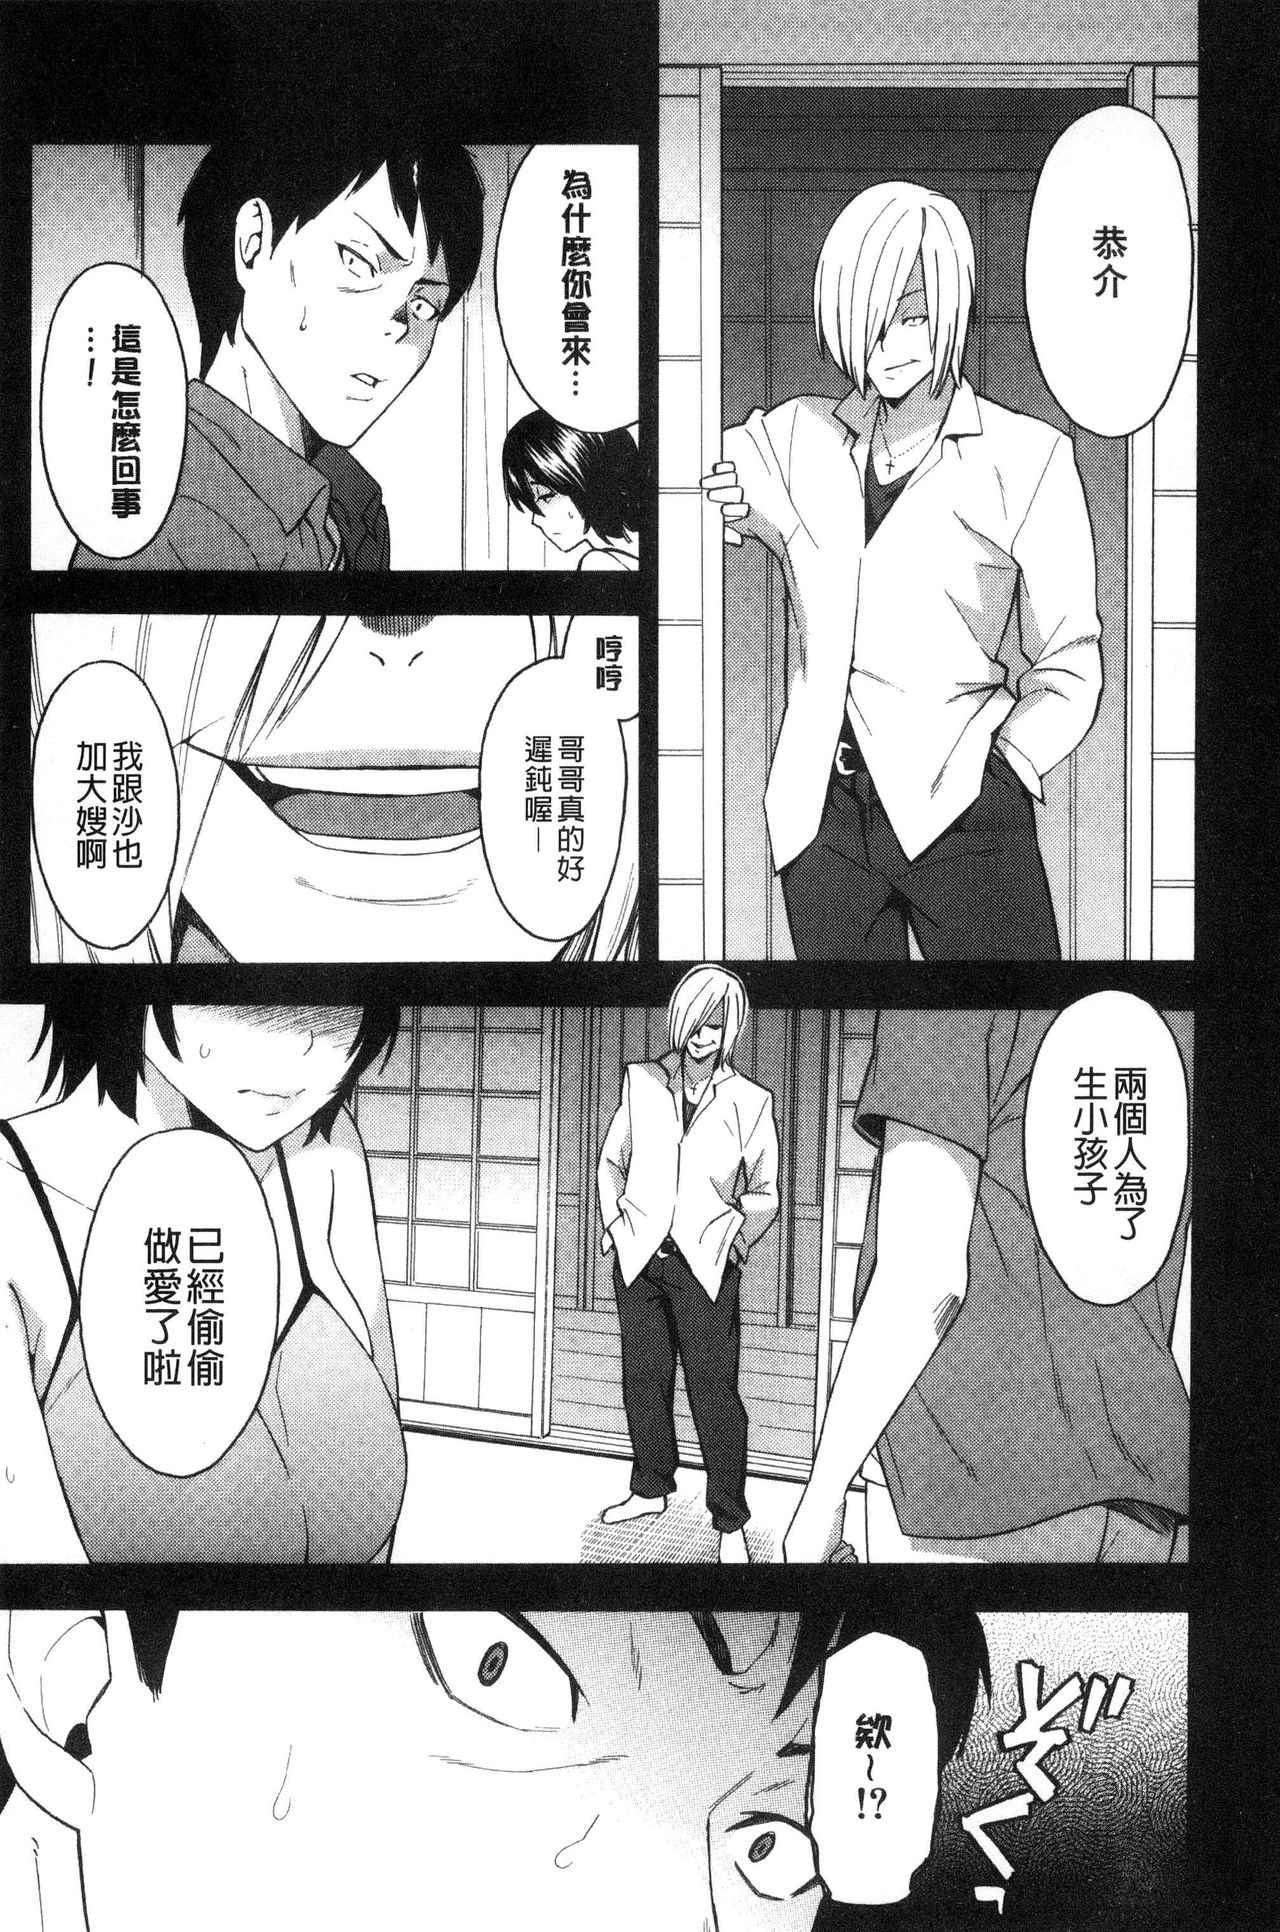 恭介
為什麼你會來…
這是怎麼回事
…！
哼哼
哥哥真的好
遲鈍喔—
我跟沙也
加大嫂啊
兩個人為了
生小孩子
已經偷偷
做愛了啦
欸～!?
ぞくっ